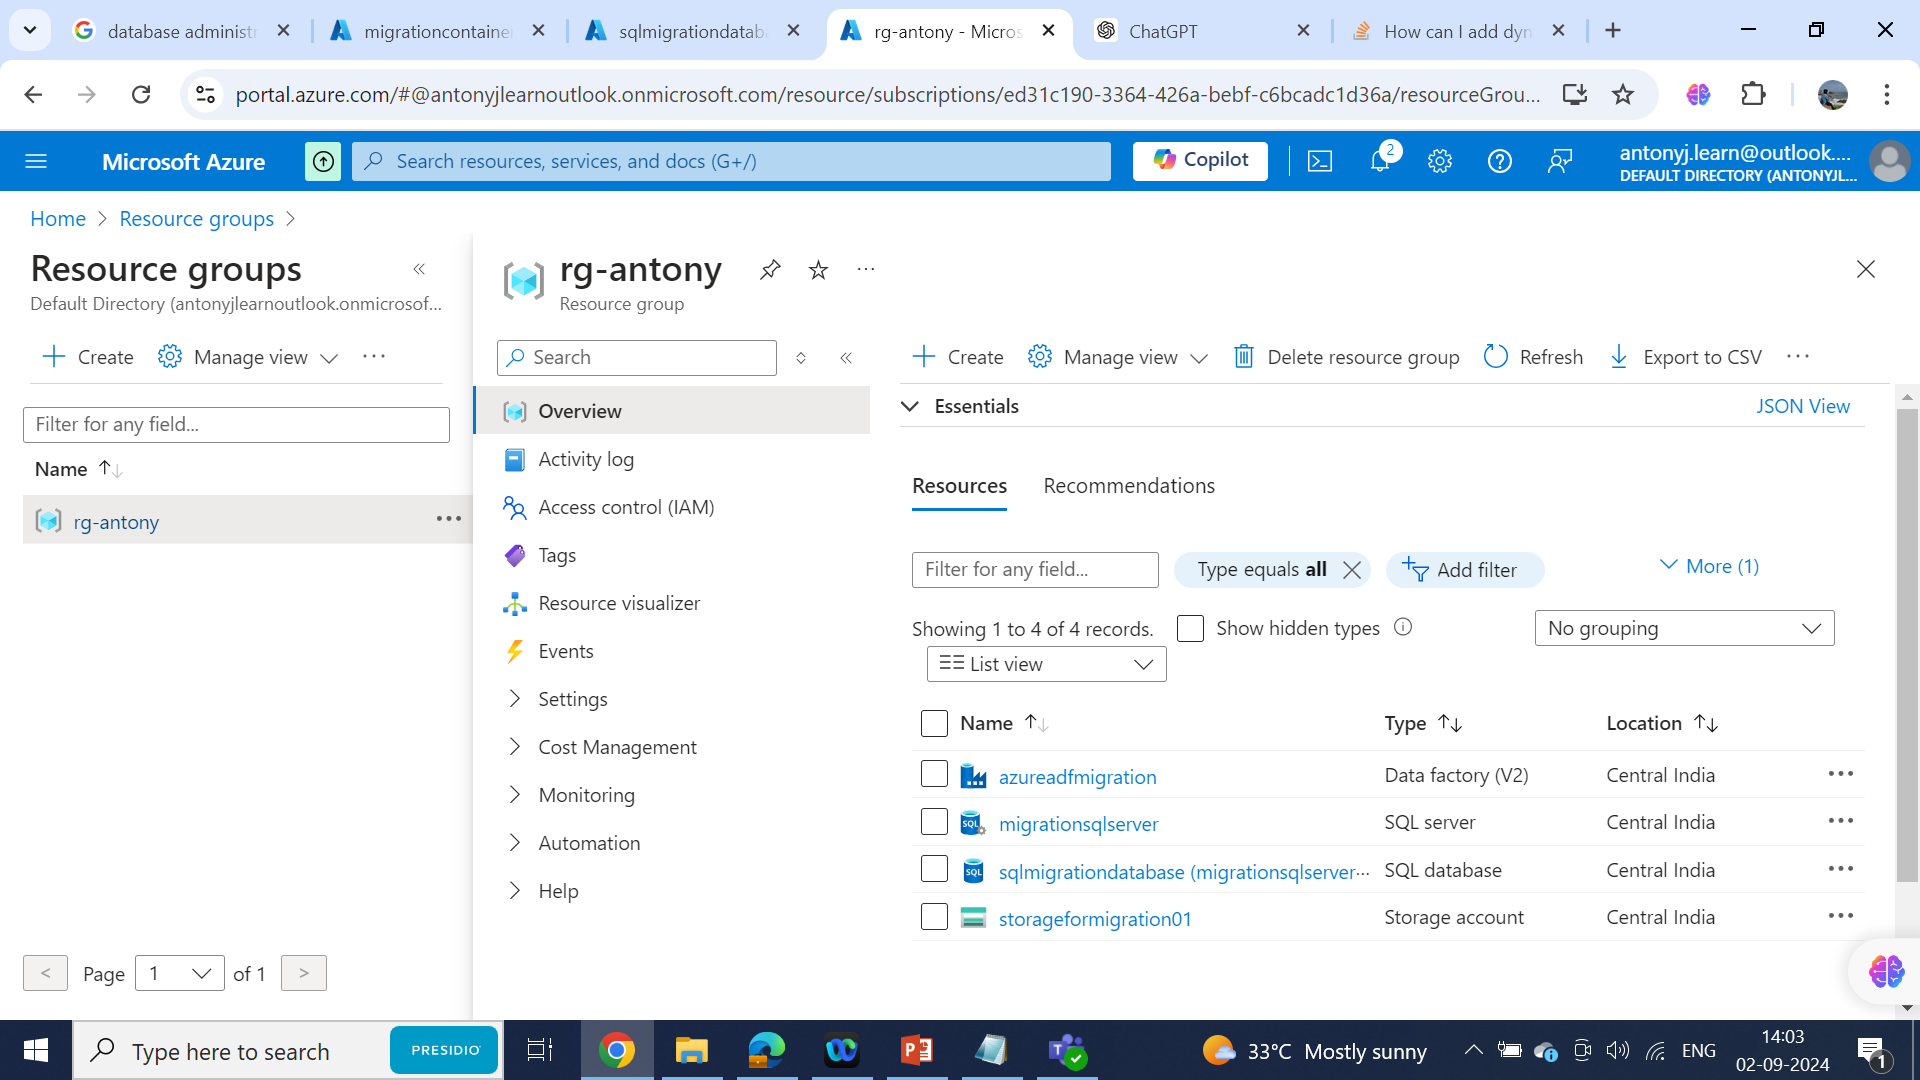 database administr
migrationcontaine
sqlmigrationdatab
rg-antony - Micros
ChatGPT
How can I add dyn
portal.azure.com/#@antonyjlearnoutlook.onmicrosoft.com/resource/subscriptions/ed31c190-3364-426a-bebf-c6bcadc1d36a/resourceGrou...
Microsoft Azure
Search resources, services, and docs (G+/)
Copilot
2
antonyj.learn@outlook....
DEFAULT DIRECTORY (ANTONYJL...
Home > Resource groups >
Resource groups
Default Directory (antonyjlearnoutlook.onmicrosof...
Create
Manage view
Filter for any field...
Name
rg-antony
< Page 1 of 1 >
rg-antony
Resource group
Search
Overview
Activity log
Access control (IAM)
Tags
Resource visualizer
Events
Settings
Cost Management
Monitoring
Automation
Help
Create
Manage view
Delete resource group
Refresh
Export to CSV
Essentials
JSON View
Resources
Recommendations
Filter for any field...
Type equals all
Add filter
More (1)
Showing 1 to 4 of 4 records.
Show hidden types
No grouping
List view
Name Type Location
azureadfmigration Data factory (V2) Central India
migrationsqlserver SQL server Central India
sqlmigrationdatabase (migrationsqlserver... SQL database Central India
storageformigration01 Storage account Central India
Type here to search
PRESIDIO
33°C Mostly sunny
ENG
14:03
02-09-2024
1